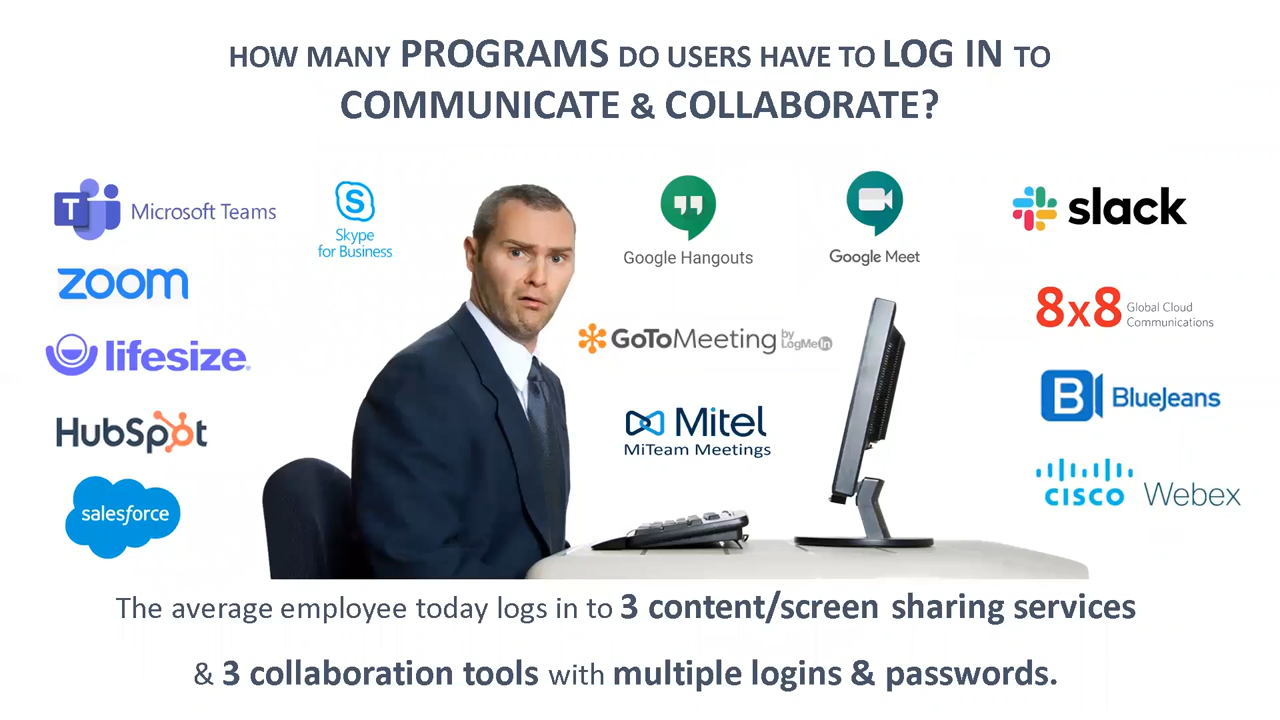 HOW MANY PROGRAMS DO USERS HAVE TO LOG IN TO
COMMUNICATE & COLLABORATE?
T
Microsoft Teams
zoom
lifesize®
HubSpot
salesforce
S
Skype
for Business
Google Hangouts
Google Meet
GoToMeeting by LogMeIn
Mitel
MiTeam Meetings
slack
8x8 Global Cloud
Communications
B BlueJeans
CISCO Webex
The average employee today logs in to 3 content/screen sharing services
& 3 collaboration tools with multiple logins & passwords.